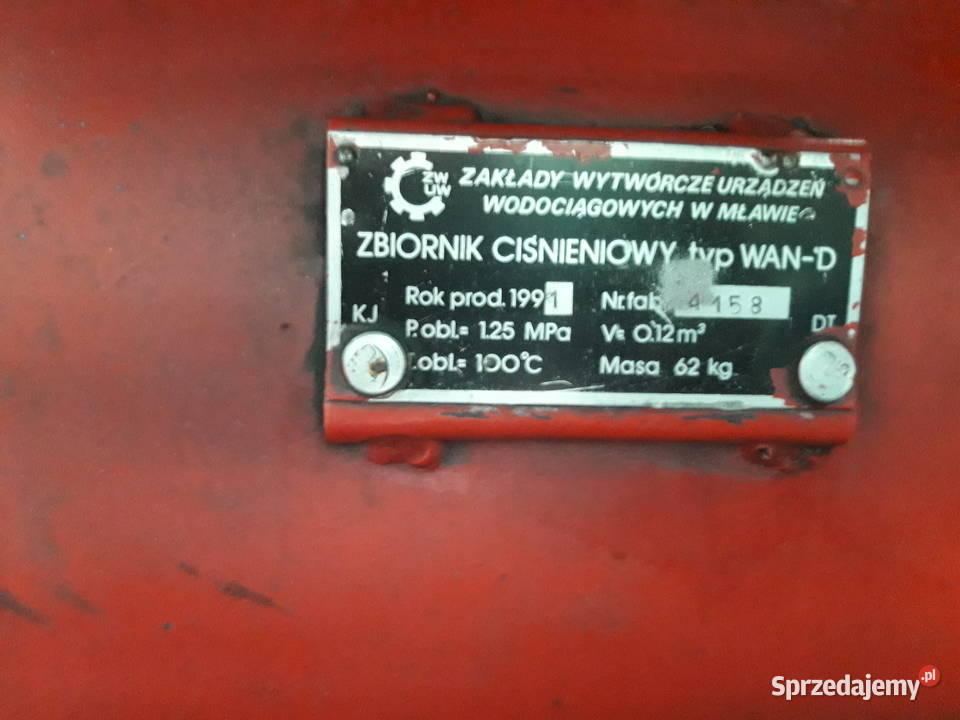 ZW
UW
ZAKŁADY WYTWÓRCZE URZĄDZEŃ
WODOCIĄGOWYCH W MŁAWIE
ZBIORNIK CIŚNIENIOWY typ WAN-D
Rok prod. 1991 Nr.fab. 4158
KJ P.obl.= 1.25 MPa V= 0.12 m³ DT
T.obl.= 100°C Masa 62 kg
Sprzedajemy.pl